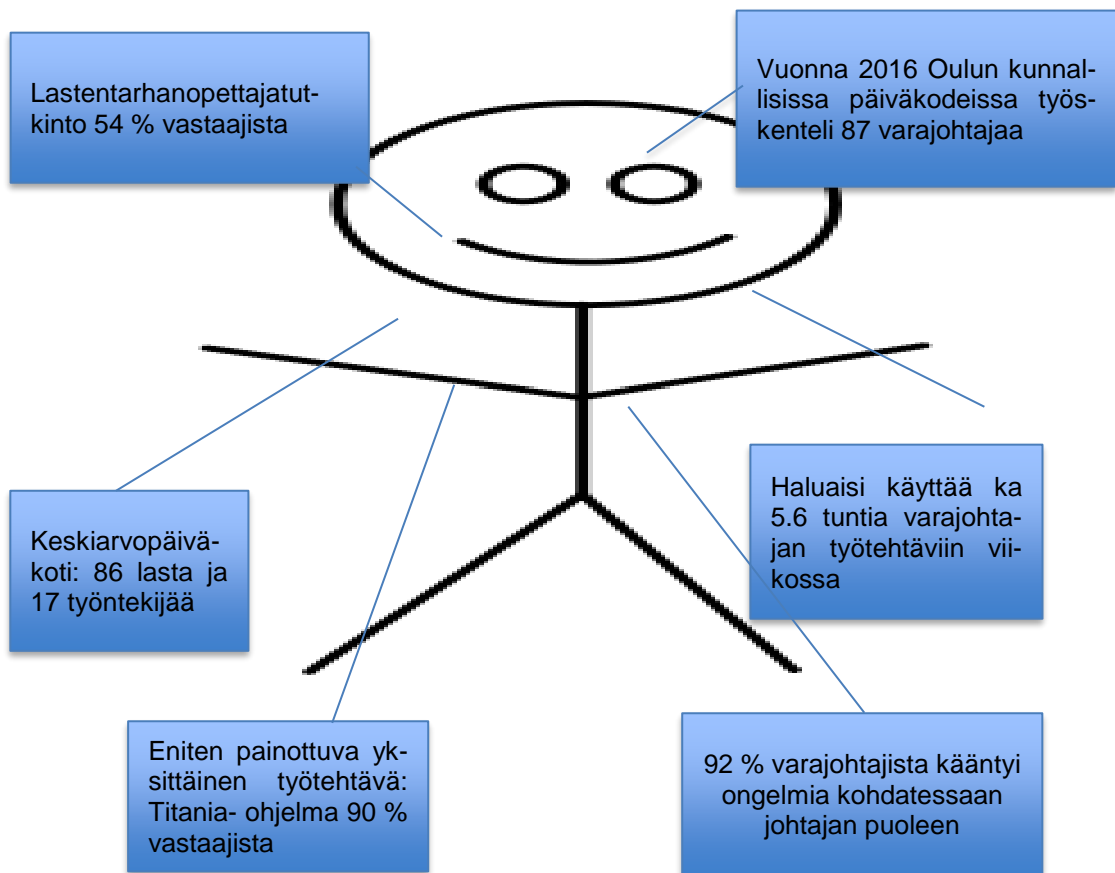 Lastentarhanopettajatut-
kinto 54 % vastaajista
Vuonna 2016 Oulun kunnal-
lisissa päiväkodeissa työs-
kenteli 87 varajohtajaa
Keskiarvopäivä-
koti: 86 lasta ja
17 työntekijää
Haluaisi käyttää ka
5.6 tuntia varajohta-
jan työtehtäviin vii-
kossa
Eniten painottuva yk-
sittäinen työtehtävä:
Titania- ohjelma 90 %
vastaajista
92 % varajohtajista kääntyi
ongelmia kohdatessaan
johtajan puoleen